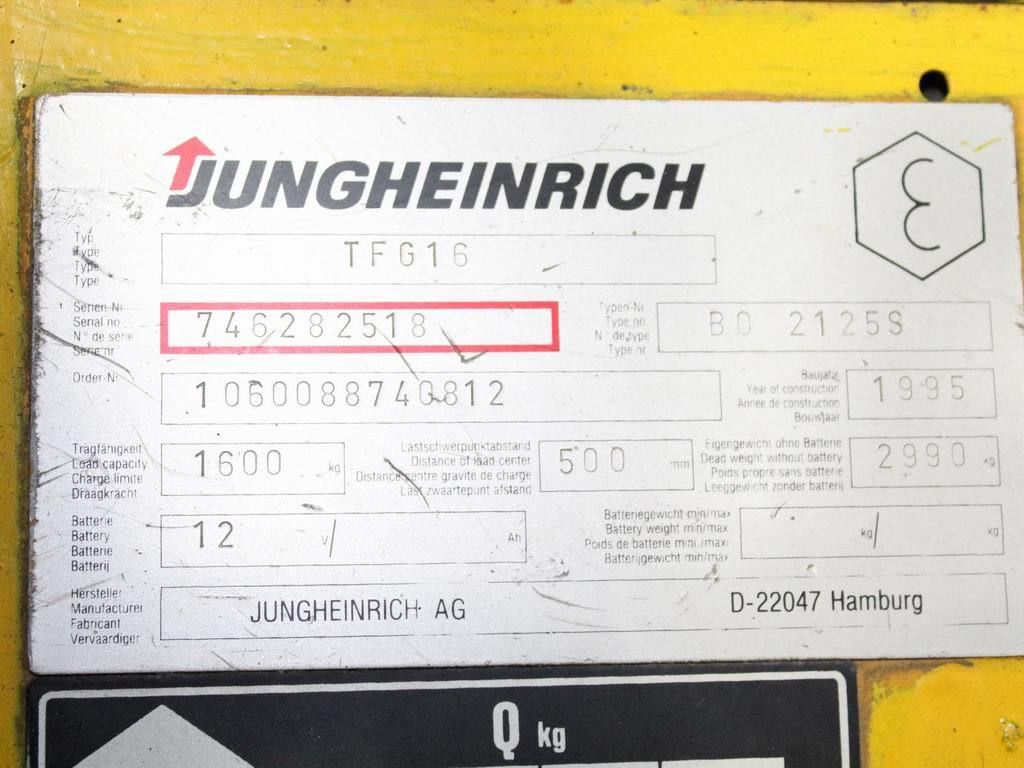 JUNGHEINRICH
Typ
Type
Type
Type
TFG16
Serien Nr
Serial no
N° de série
Serie nr
746282518
Typen-Nr
Type no
N° de type
Type nr
BO 2125S
Order-Nr
1060088740812
Baujahr
Year of construction
Année de construction
Bouwjaar
1995
Tragfähigkeit
Load capacity
Charge limite
Draagkracht
1600 kg
Lastschwerpunktabstand
Distance of load center
Distance centre gravite de charge
Last zwaartepunt afstand
500 mm
Eigengewicht ohne Batterie
Dead weight without battery
Poids propre sans batterie
Leeggewicht zonder batterij
2990 kg
Batterie
Battery
Batterie
Batterij
12 V/ Ah
Batteriegewicht min/max
Battery weight min/max
Poids de batterie mini./maxi
Batterijgewicht min/max
kg/ kg
Hersteller
Manufacturer
Fabricant
Vervaardiger
JUNGHEINRICH AG
D-22047 Hamburg
Q kg